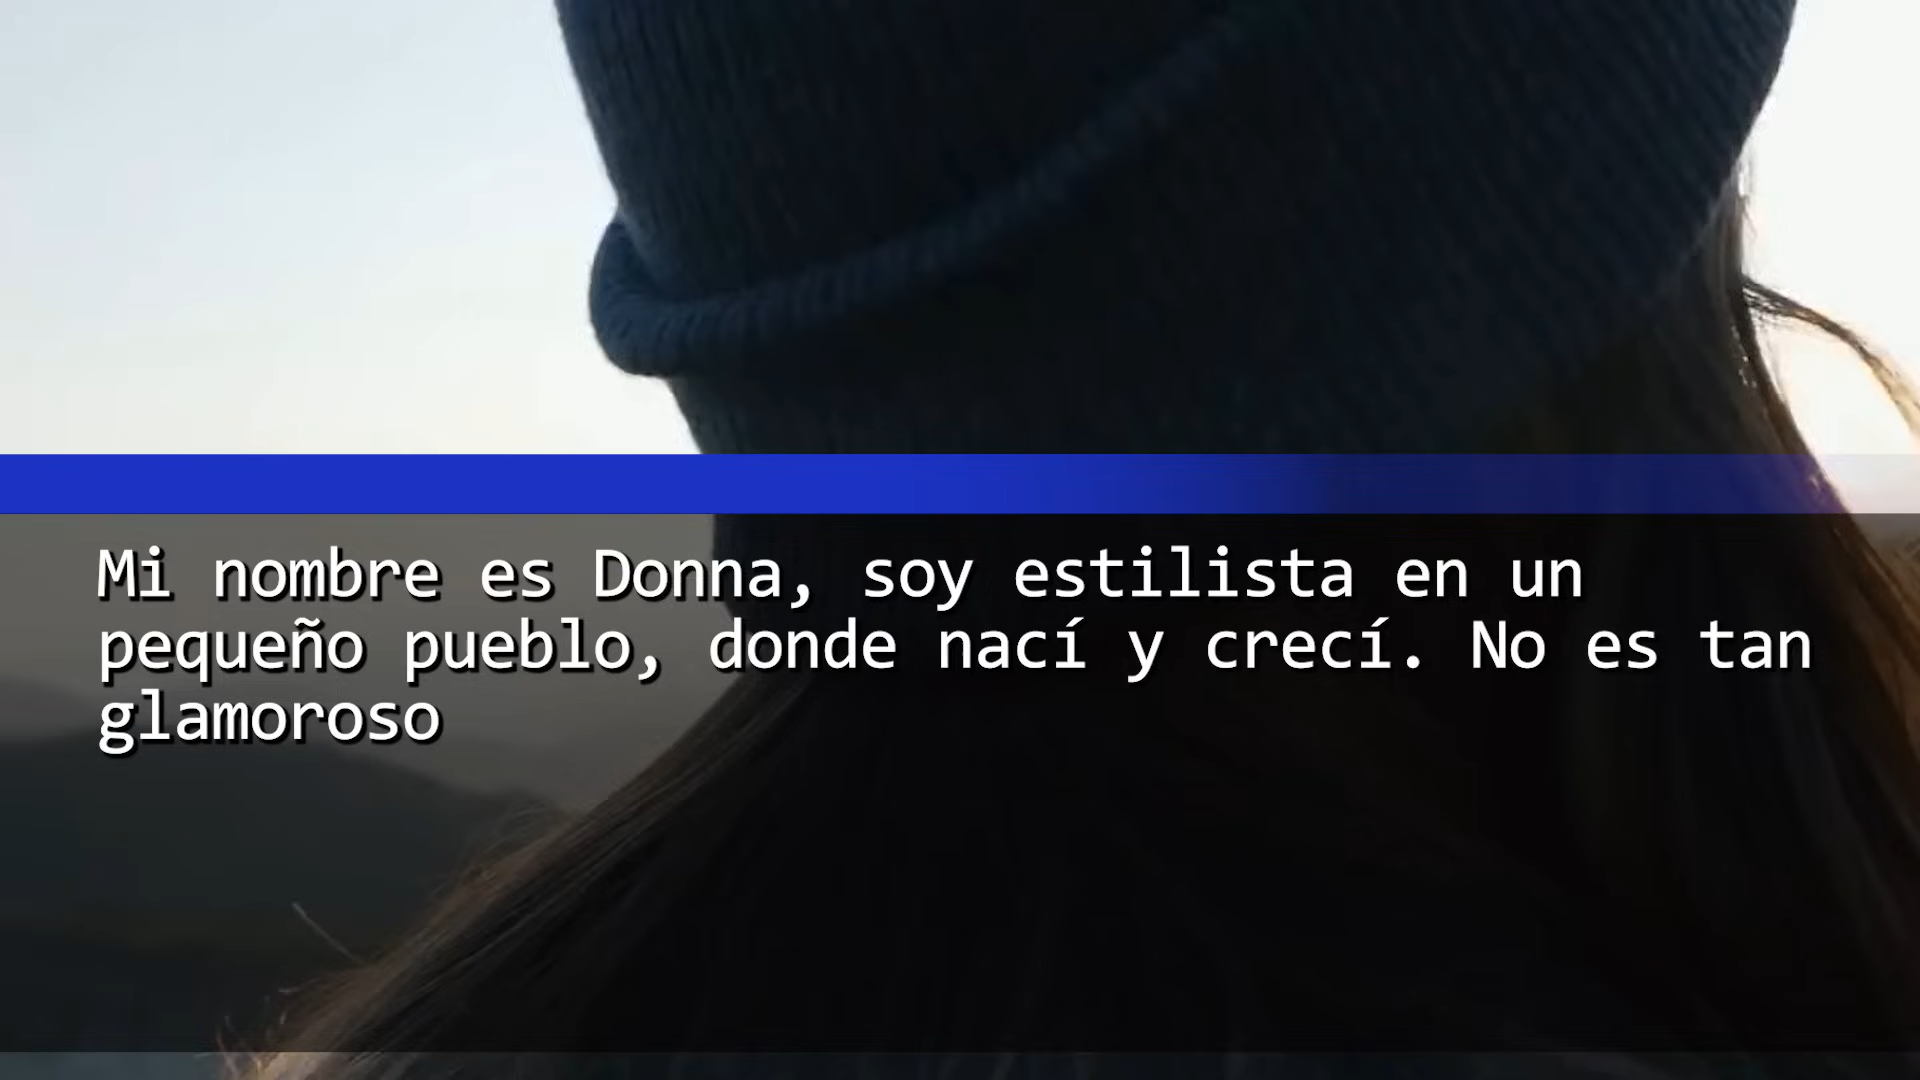 Mi nombre es Donna, soy estilista en un
pequeño pueblo, donde nací y crecí. No es tan
glamoroso